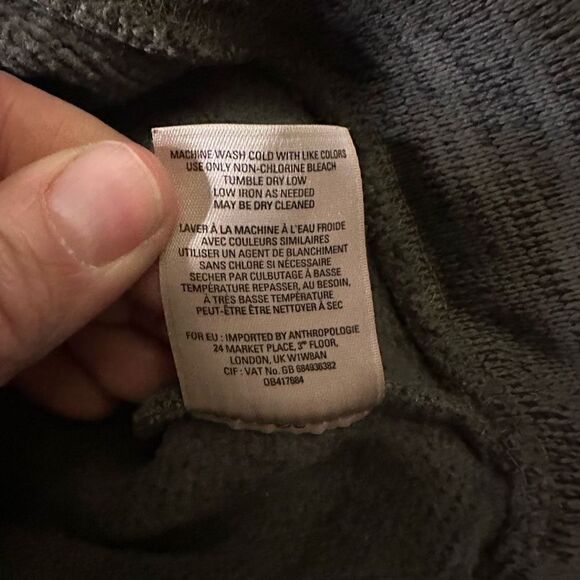 MACHINE WASH COLD WITH LIKE COLORS
USE ONLY NON-CHLORINE BLEACH
TUMBLE DRY LOW
LOW IRON AS NEEDED
MAY BE DRY CLEANED
LAVER À LA MACHINE À L'EAU FROIDE
AVEC COULEURS SIMILAIRES
UTILISER UN AGENT DE BLANCHIMENT
SANS CHLORE SI NÉCESSAIRE
SECHER PAR CULBUTAGE À BASSE
TEMPÉRATURE REPASSER, AU BESOIN,
À TRÈS BASSE TEMPÉRATURE
PEUT-ÊTRE ÊTRE NETTOYER À SEC
FOR EU : IMPORTED BY ANTHROPOLOGIE
24 MARKET PLACE, 3RD FLOOR,
LONDON, UK W1W8AN
CIF : VAT No. GB 684930382
OB417684